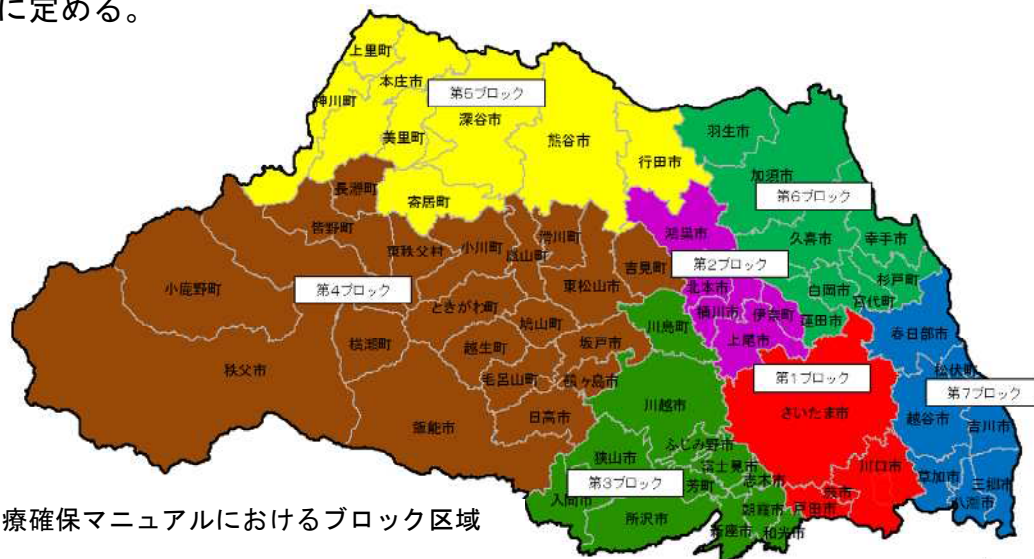 に定める。
上里町
本庄市
第5ブロック
神川町
深谷市
美里町
熊谷市
羽生市
行田市
加須市
長瀞町
第6ブロック
寄居町
皆野町
鴻巣市
東秩父村
小川町
嵐山町
滑川町
吉見町
久喜市
幸手市
第2ブロック
小鹿野町
第4ブロック
東松山市
北本市
白岡市
杉戸町
宮代町
ときがわ町
桶川市
伊奈町
蓮田市
鳩山町
川島町
上尾市
春日部市
横瀬町
越生町
坂戸市
秩父市
毛呂山町
鶴ヶ島市
第1ブロック
松伏町
第7ブロック
川越市
さいたま市
越谷市
吉川市
飯能市
日高市
ふじみ野市
狭山市
富士見市
川口市
草加市
三郷市
第3ブロック
芳町
志木市
蕨市
八潮市
入間市
所沢市
朝霞市
戸田市
新座市
和光市
療確保マニュアルにおけるブロック区域